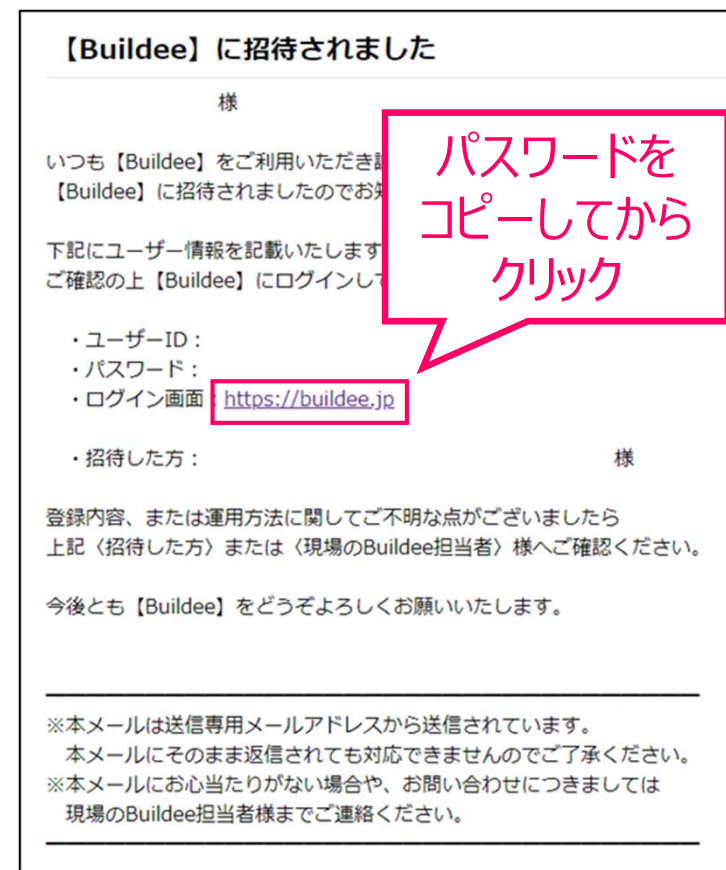 【Buildee】に招待されました
様
いつも【Buildee】をご利用いただき
【Buildee】に招待されましたのでお
下記にユーザー情報を記載いたします
ご確認の上【Buildee】にログインして
パスワードを
コピーしてから
クリック
・ユーザーID：
・パスワード：
・ログイン画面：https://buildee.jp
・招待した方： 様
登録内容、または運用方法に関してご不明な点がございましたら
上記〈招待した方〉または〈現場のBuildee担当者〉様へご確認ください。
今後とも【Buildee】をどうぞよろしくお願いいたします。
※本メールは送信専用メールアドレスから送信されています。
本メールにそのまま返信されても対応できませんのでご了承ください。
※本メールにお心当たりがない場合や、お問い合わせにつきましては
現場のBuildee担当者様までご連絡ください。